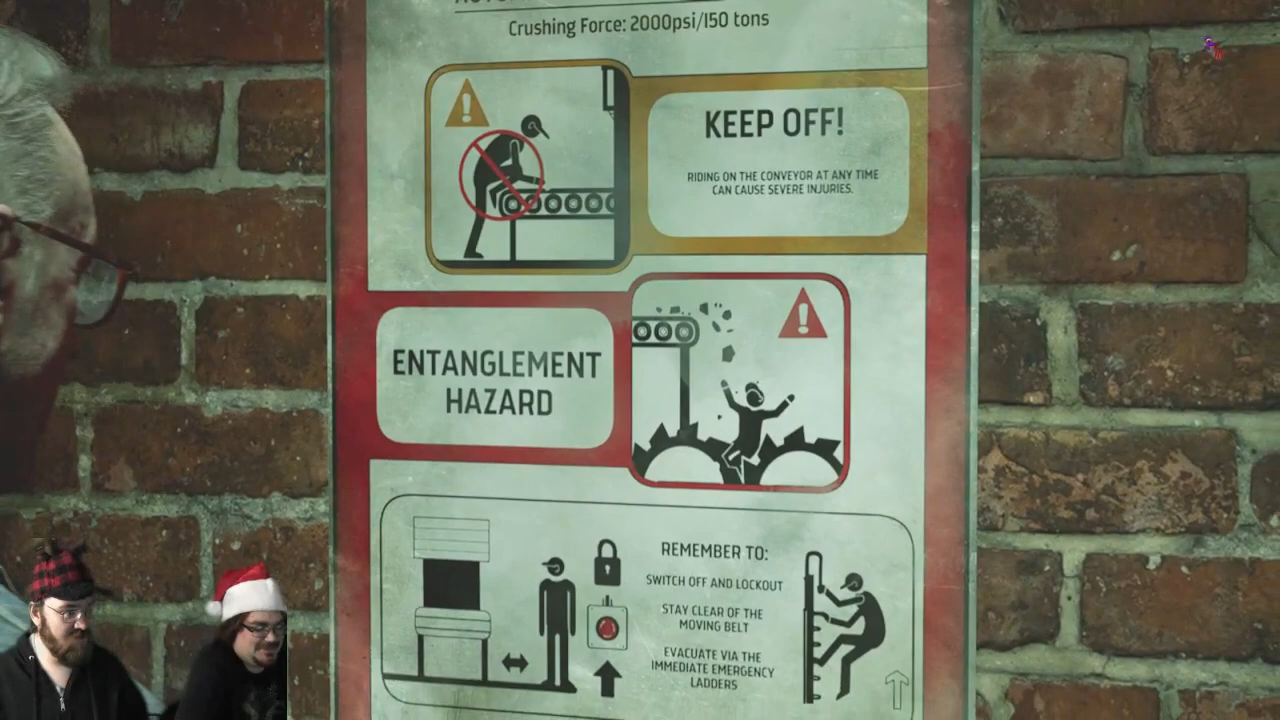 Crushing Force: 2000psi/150 tons
KEEP OFF!
RIDING ON THE CONVEYOR AT ANY TIME
CAN CAUSE SEVERE INJURIES.
ENTANGLEMENT
HAZARD
REMEMBER TO:
SWITCH OFF AND LOCKOUT
STAY CLEAR OF THE
MOVING BELT
EVACUATE VIA THE
IMMEDIATE EMERGENCY
LADDERS